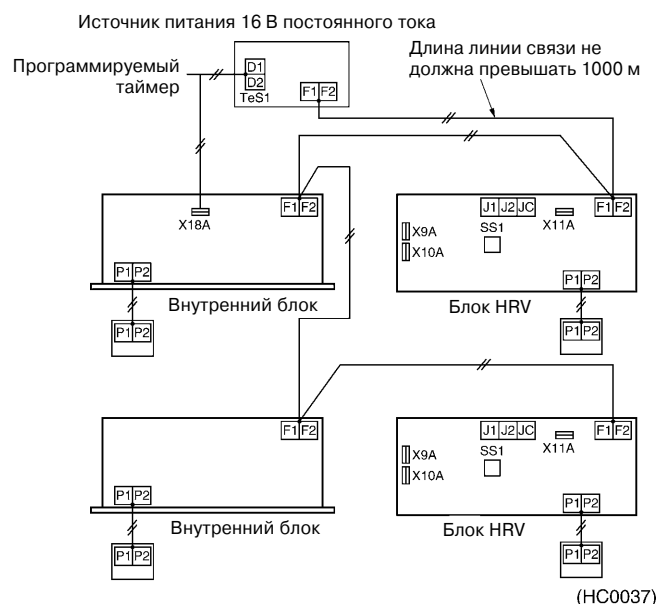 Источник питания 16 В постоянного тока
Программируемый
таймер
D1
D2
TeS1
F1 F2
Длина линии связи не
должна превышать 1000 м
X18A
F1 F2
P1 P2
Внутренний блок
P1 P2
J1 J2 JC
SS1
X11A
F1 F2
X9A
X10A
P1 P2
Блок HRV
P1 P2
F1 F2
P1 P2
Внутренний блок
P1 P2
J1 J2 JC
SS1
X11A
F1 F2
X9A
X10A
P1 P2
Блок HRV
P1 P2
(HC0037)